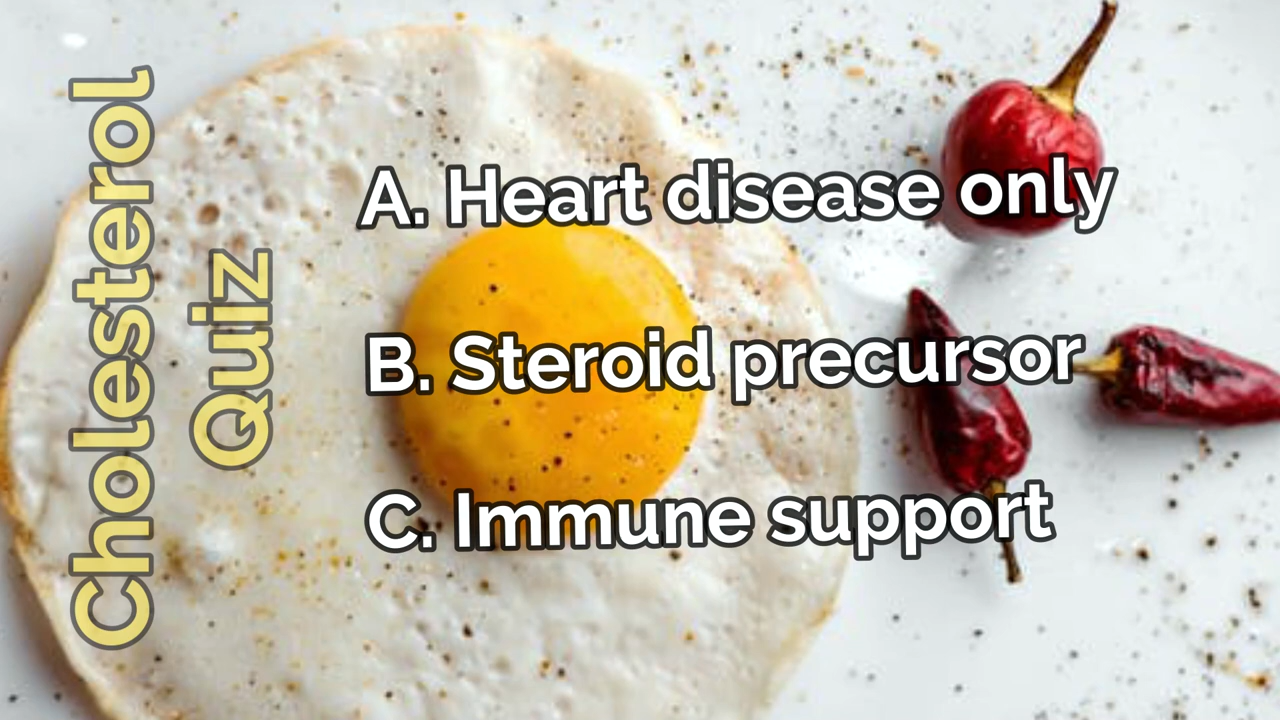 Cholesterol
Quiz
A. Heart disease only
B. Steroid precursor
C. Immune support